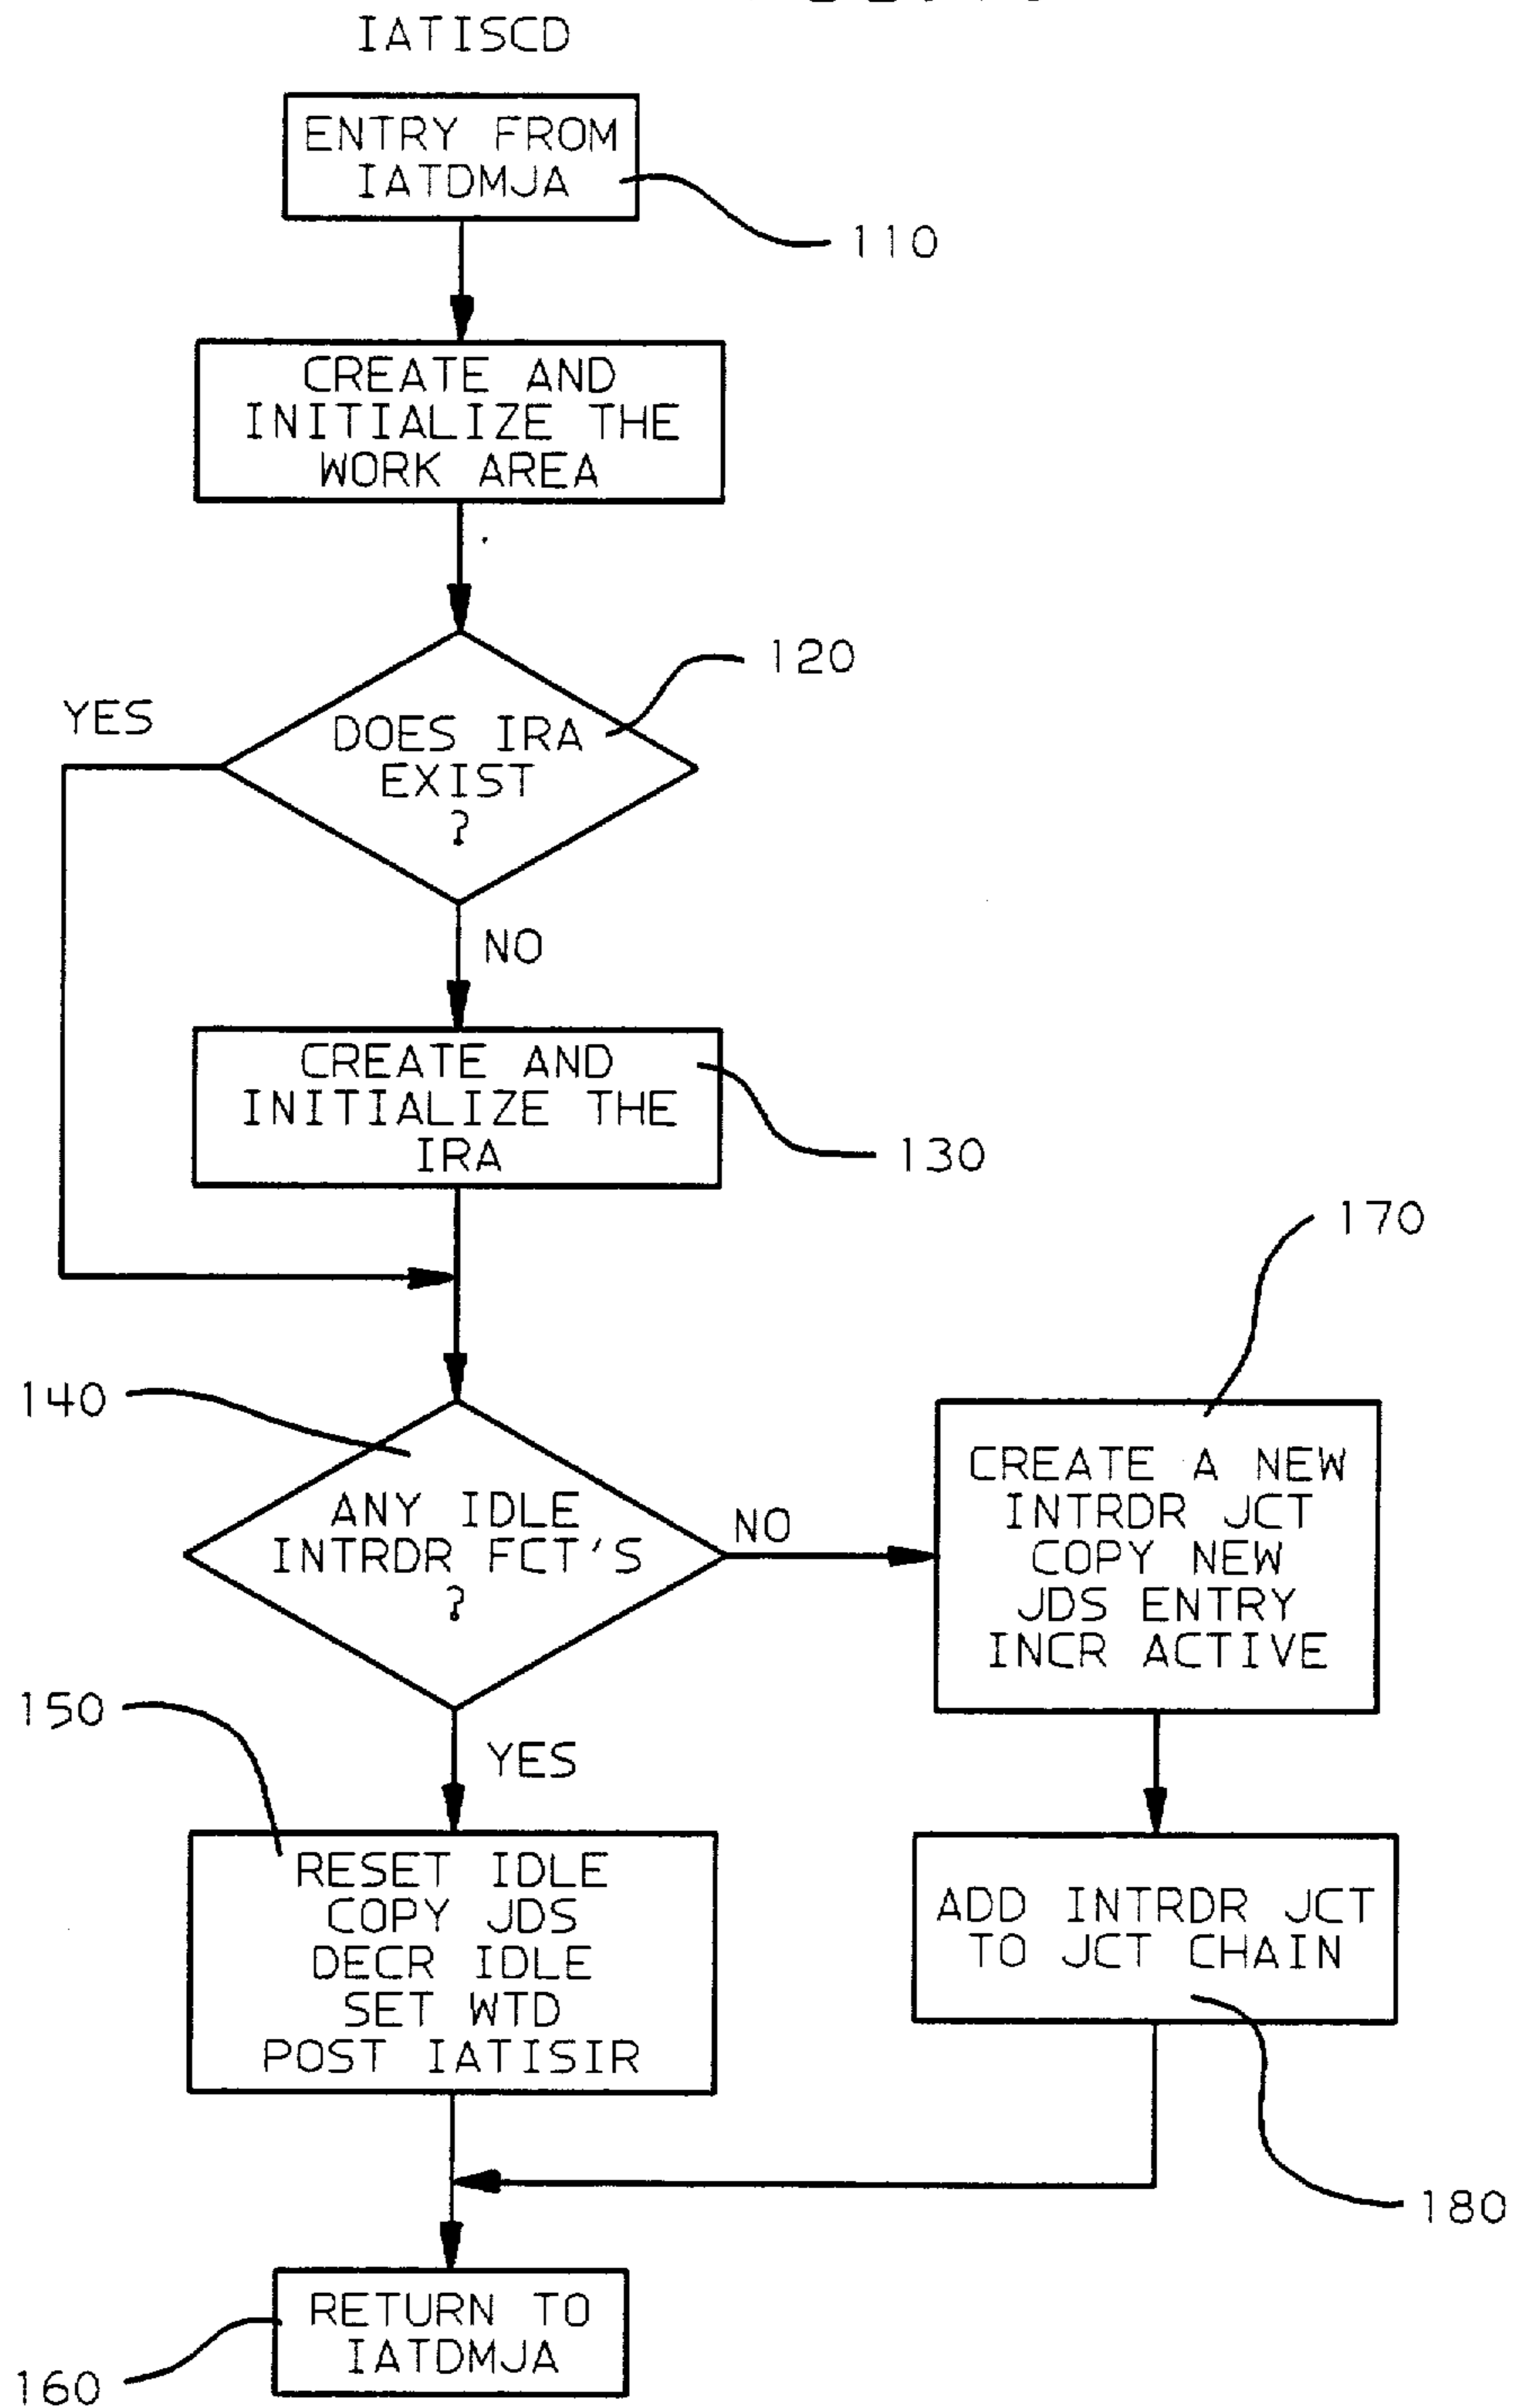 IATISCD
ENTRY FROM
IATDMJA
110
CREATE AND
INITIALIZE THE
WORK AREA
120
YES
DOES IRA
EXIST
?
NO
CREATE AND
INITIALIZE THE
IRA
130
170
140
ANY IDLE
INTRDR FCT'S
?
NO
CREATE A NEW
INTRDR JCT
COPY NEW
JDS ENTRY
INCR ACTIVE
150
YES
RESET IDLE
COPY JDS
DECR IDLE
SET WTD
POST IATISIR
ADD INTRDR JCT
TO JCT CHAIN
180
RETURN TO
IATDMJA
160